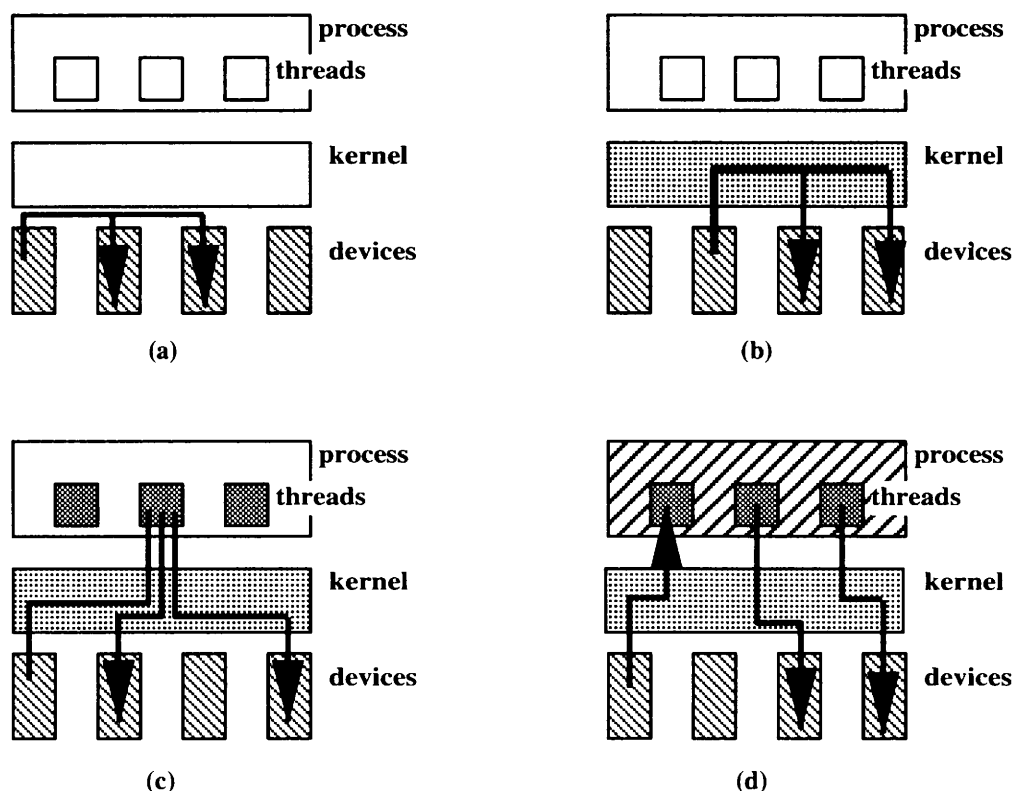 process
threads
kernel
devices
(a)
process
threads
kernel
devices
(b)
process
threads
kernel
devices
(c)
process
threads
kernel
devices
(d)